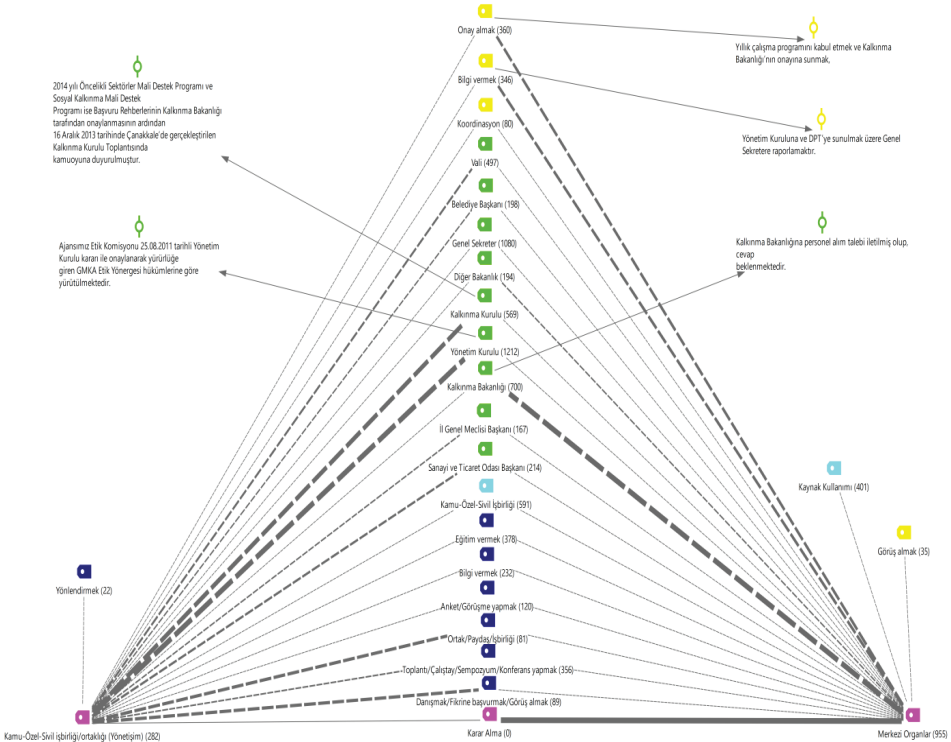 Onay almak (360)
Yıllık çalışma programını kabul etmek ve Kalkınma
Bakanlığı'nın onayına sunmak,
2014 yılı Öncelikli Sektörler Mali Destek Programı ve
Sosyal Kalkınma Mali Destek
Programı ise Başvuru Rehberlerinin Kalkınma Bakanlığı
tarafından onaylanmasının ardından
16 Aralık 2013 tarihinde Çanakkale'de gerçekleştirilen
Kalkınma Kurulu Toplantısında
kamuoyuna duyurulmuştur.
Bilgi vermek (346)
Koordinasyon (80)
Yönetim Kuruluna ve DPT'ye sunulmak üzere Genel
Sekretere raporlamaktır.
Vali (497)
Belediye Başkanı (198)
Genel Sekreter (1080)
Ajansımız Etik Komisyonu 25.08.2011 tarihli Yönetim
Kurulu kararı ile onaylanarak yürürlüğe
giren GMKA Etik Yönergesi hükümlerine göre
yürütülmektedir.
Kalkınma Bakanlığına personel alım talebi iletilmiş olup,
cevap
beklenmektedir.
Diğer Bakanlık (194)
Kalkınma Kurulu (569)
Yönetim Kurulu (1212)
Kalkınma Bakanlığı (700)
İl Genel Meclisi Başkanı (167)
Sanayi ve Ticaret Odası Başkanı (214)
Kaynak Kullanımı (401)
Kamu-Özel-Sivil İşbirliği (591)
Eğitim vermek (378)
Görüş almak (35)
Bilgi vermek (232)
Yönlendirmek (22)
Anket/Görüşme yapmak (120)
Ortak/Paydaş/İşbirliği (81)
Toplantı/Çalıştay/Sempozyum/Konferans yapmak (356)
Danışmak/Fikrine başvurmak/Görüş almak (89)
Karar Alma (0)
Kamu-Özel-Sivil işbirliği/ortaklığı (Yönetişim) (282)
Merkezi Organlar (955)